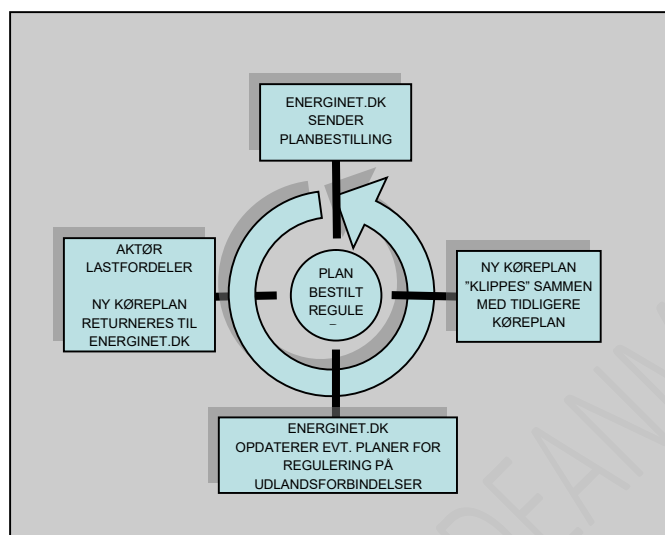 ENERGINET.DK
SENDER
PLANBESTILLING
AKTØR
LASTFORDELER
NY KØREPLAN
RETURNERES TIL
ENERGINET.DK
PLAN
BESTILT
REGULE
NY KØREPLAN
"KLIPPES" SAMMEN
MED TIDLIGERE
KØREPLAN
ENERGINET.DK
OPDATERER EVT. PLANER FOR
REGULERING PÅ
UDLANDSFORBINDELSER